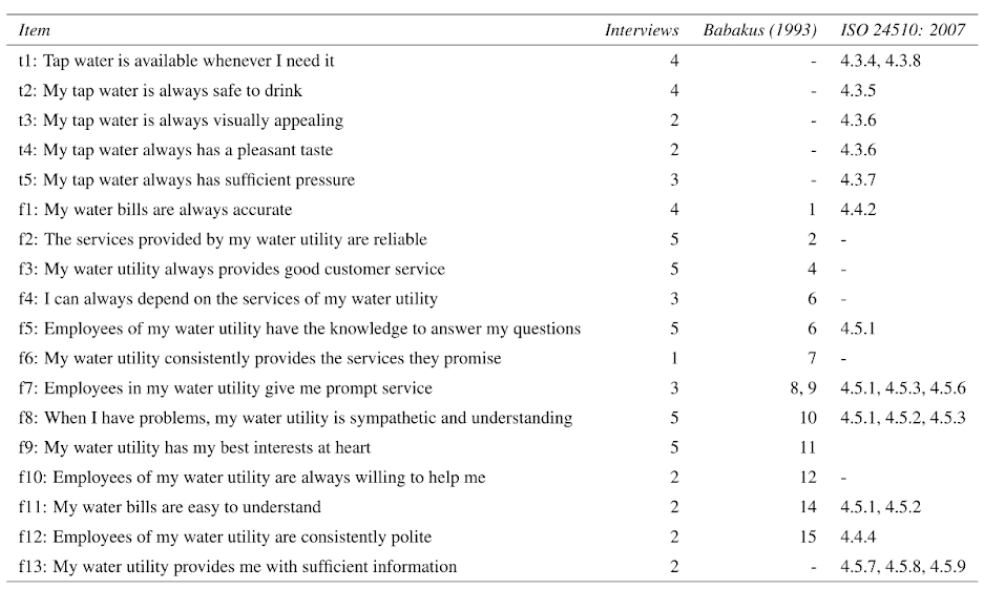 Item Interviews Babakus (1993) ISO 24510: 2007
t1: Tap water is available whenever I need it 4 - 4.3.4, 4.3.8
t2: My tap water is always safe to drink 4 - 4.3.5
t3: My tap water is always visually appealing 2 - 4.3.6
t4: My tap water always has a pleasant taste 2 - 4.3.6
t5: My tap water always has sufficient pressure 3 - 4.3.7
f1: My water bills are always accurate 4 1 4.4.2
f2: The services provided by my water utility are reliable 5 2 -
f3: My water utility always provides good customer service 5 4 -
f4: I can always depend on the services of my water utility 3 6 -
f5: Employees of my water utility have the knowledge to answer my questions 5 6 4.5.1
f6: My water utility consistently provides the services they promise 1 7 -
f7: Employees in my water utility give me prompt service 3 8, 9 4.5.1, 4.5.3, 4.5.6
f8: When I have problems, my water utility is sympathetic and understanding 5 10 4.5.1, 4.5.2, 4.5.3
f9: My water utility has my best interests at heart 5 11
f10: Employees of my water utility are always willing to help me 2 12 -
f11: My water bills are easy to understand 2 14 4.5.1, 4.5.2
f12: Employees of my water utility are consistently polite 2 15 4.4.4
f13: My water utility provides me with sufficient information 2 - 4.5.7, 4.5.8, 4.5.9